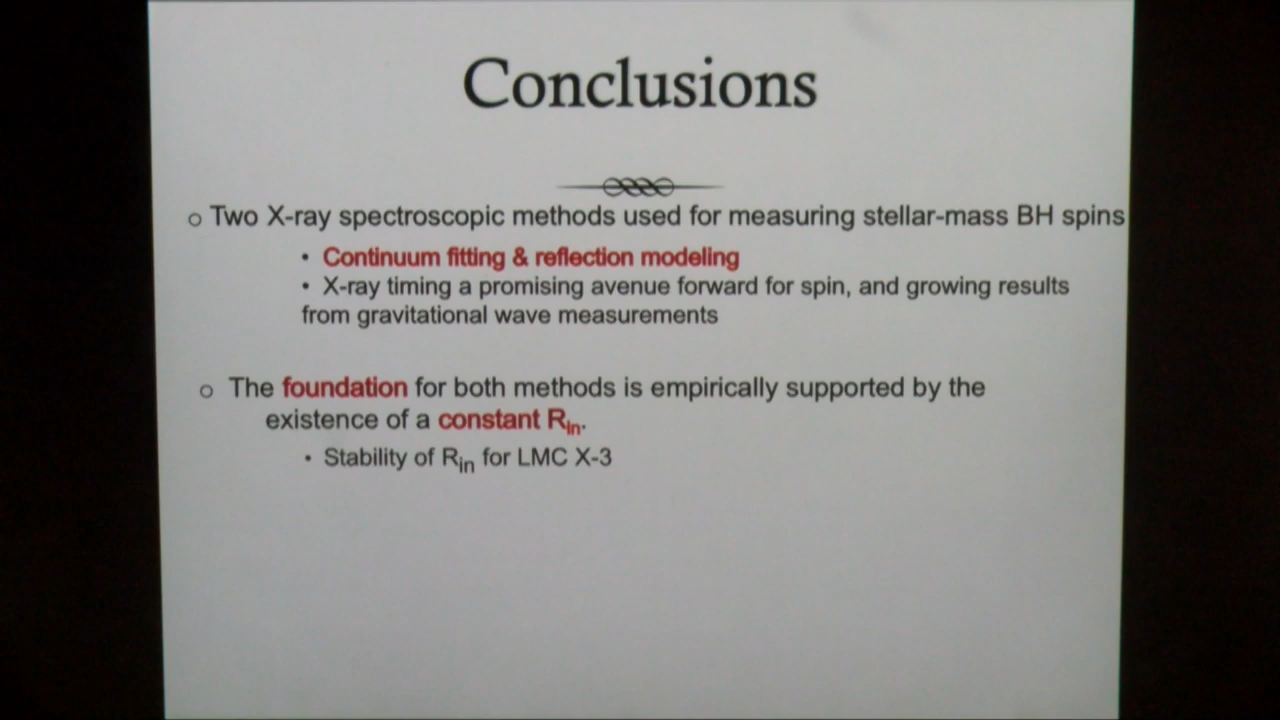 Conclusions
○ Two X-ray spectroscopic methods used for measuring stellar-mass BH spins
• Continuum fitting & reflection modeling
• X-ray timing a promising avenue forward for spin, and growing results
from gravitational wave measurements
○ The foundation for both methods is empirically supported by the
existence of a constant Rin.
• Stability of Rin for LMC X-3